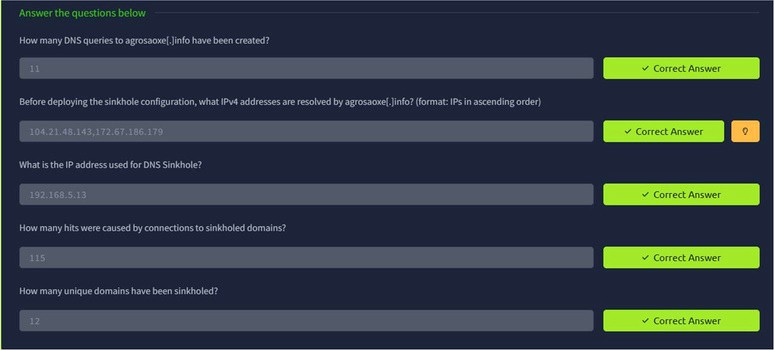 Answer the questions below
How many DNS queries to agrosaoxe[.]info have been created?
11
✓ Correct Answer
Before deploying the sinkhole configuration, what IPv4 addresses are resolved by agrosaoxe[.]info? (format: IPs in ascending order)
104.21.48.143,172.67.186.179
✓ Correct Answer
What is the IP address used for DNS Sinkhole?
192.168.5.13
✓ Correct Answer
How many hits were caused by connections to sinkholed domains?
115
✓ Correct Answer
How many unique domains have been sinkholed?
12
✓ Correct Answer